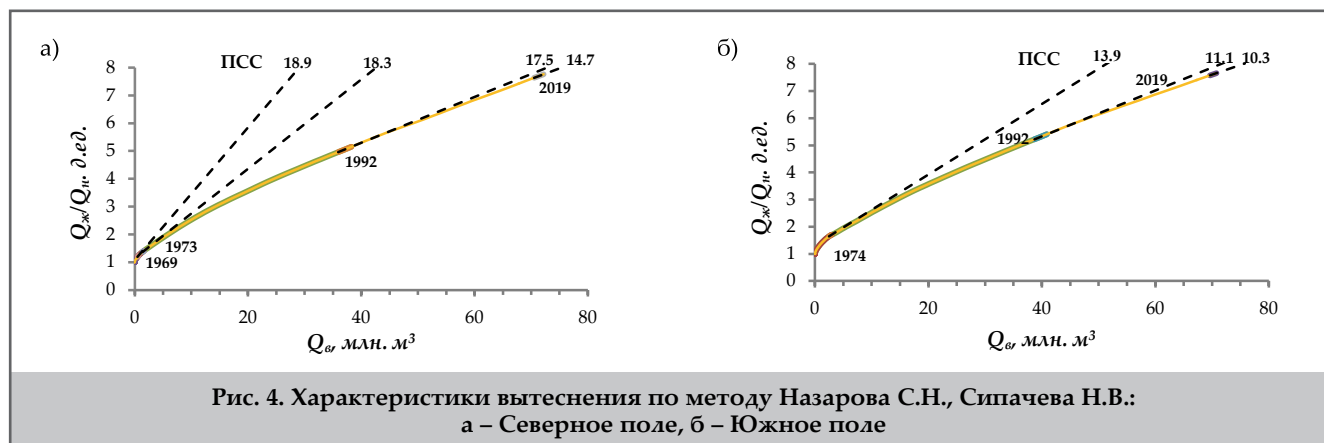 а)
ПСС 18.9 18.3 17.5 14.7
8
7
6
5
4
3
2
1
0
Qж/Qн. д.ед.
2019
1992
1973
1969
0 20 40 60 80
Qв, млн. м³
б)
ПСС 13.9 11.1 10.3
8
7
6
5
4
3
2
1
0
Qж/Qн. д.ед.
2019
1992
1974
0 20 40 60 80
Qв, млн. м³
Рис. 4. Характеристики вытеснения по методу Назарова С.Н., Сипачева Н.В.:
а – Северное поле, б – Южное поле